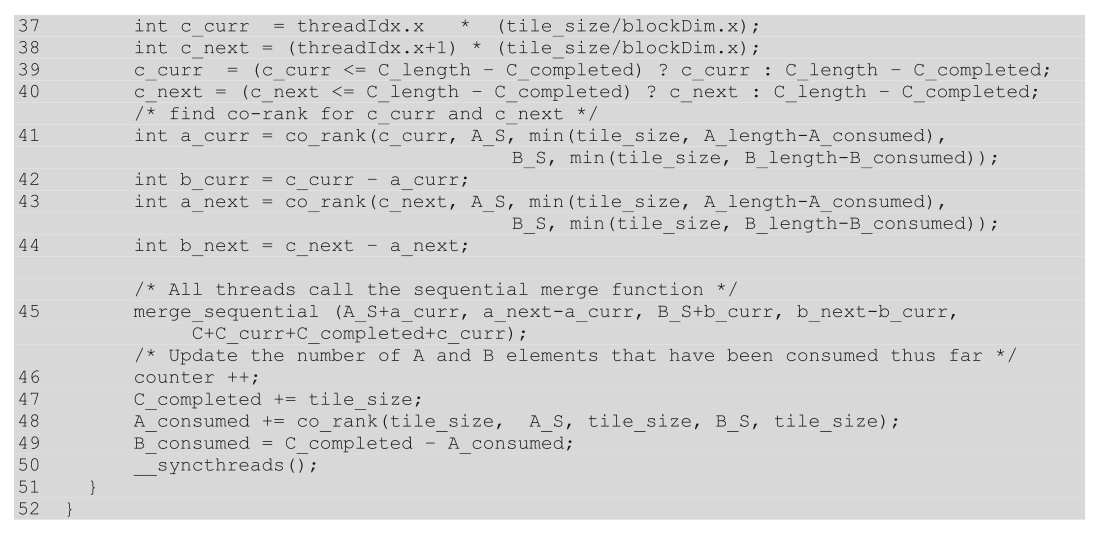 37 int c_curr = threadIdx.x * (tile_size/blockDim.x);
38 int c_next = (threadIdx.x+1) * (tile_size/blockDim.x);
39 c_curr = (c_curr <= C_length - C_completed) ? c_curr : C_length - C_completed;
40 c_next = (c_next <= C_length - C_completed) ? c_next : C_length - C_completed;
/* find co-rank for c_curr and c_next */
41 int a_curr = co_rank(c_curr, A_S, min(tile_size, A_length-A_consumed),
B_S, min(tile_size, B_length-B_consumed));
42 int b_curr = c_curr - a_curr;
43 int a_next = co_rank(c_next, A_S, min(tile_size, A_length-A_consumed),
B_S, min(tile_size, B_length-B_consumed));
44 int b_next = c_next - a_next;
/* All threads call the sequential merge function */
45 merge_sequential (A_S+a_curr, a_next-a_curr, B_S+b_curr, b_next-b_curr,
C+C_curr+C_completed+c_curr);
/* Update the number of A and B elements that have been consumed thus far */
46 counter ++;
47 C_completed += tile_size;
48 A_consumed += co_rank(tile_size, A_S, tile_size, B_S, tile_size);
49 B_consumed = C_completed - A_consumed;
50 __syncthreads();
51 }
52 }